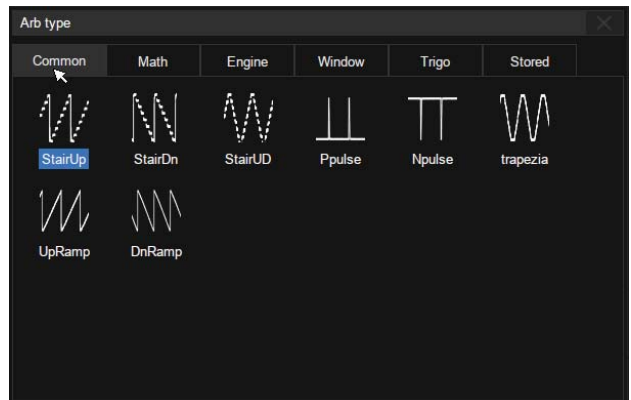 Arb type
Common Math Engine Window Trigo Stored
StairUp StairDn StairUD Ppulse Npulse trapezia
UpRamp DnRamp